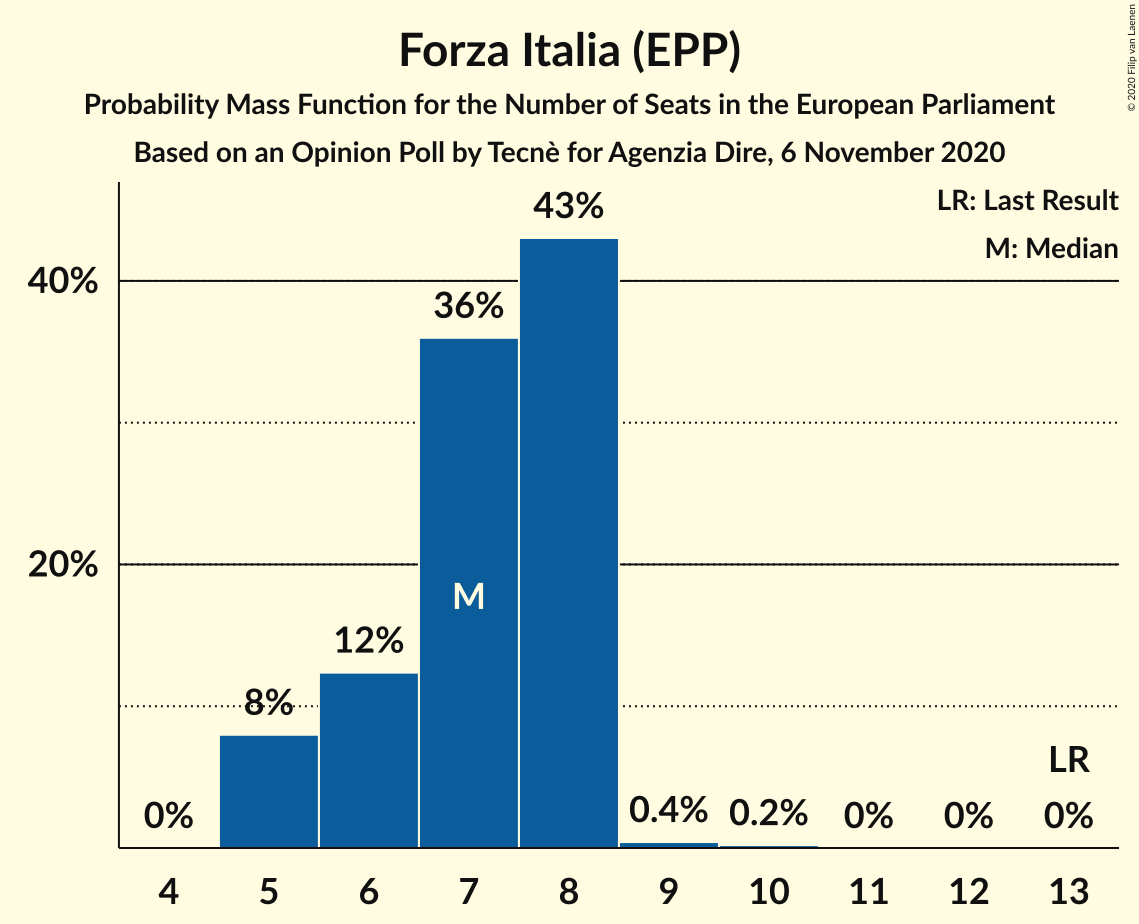 Forza Italia (EPP)
Probability Mass Function for the Number of Seats in the European Parliament
Based on an Opinion Poll by Tecnè for Agenzia Dire, 6 November 2020
© 2020 Filip van Laenen
LR: Last Result
M: Median
43%
40%
36%
20%
M
12%
8%
LR
0%
0.4%
0.2%
0%
0%
0%
4 5 6 7 8 9 10 11 12 13